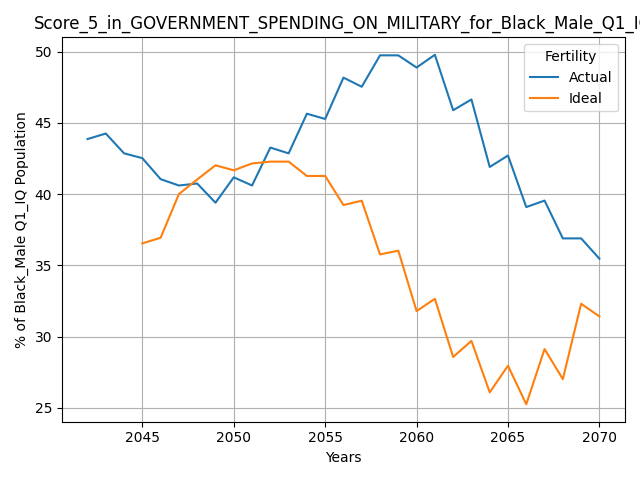 Score_5_in_GOVERNMENT_SPENDING_ON_MILITARY_for_Black_Male_Q1_IQ
Fertility
Actual
Ideal
% of Black_Male Q1_IQ Population
50
45
40
35
30
25
2045
2050
2055
2060
2065
2070
Years